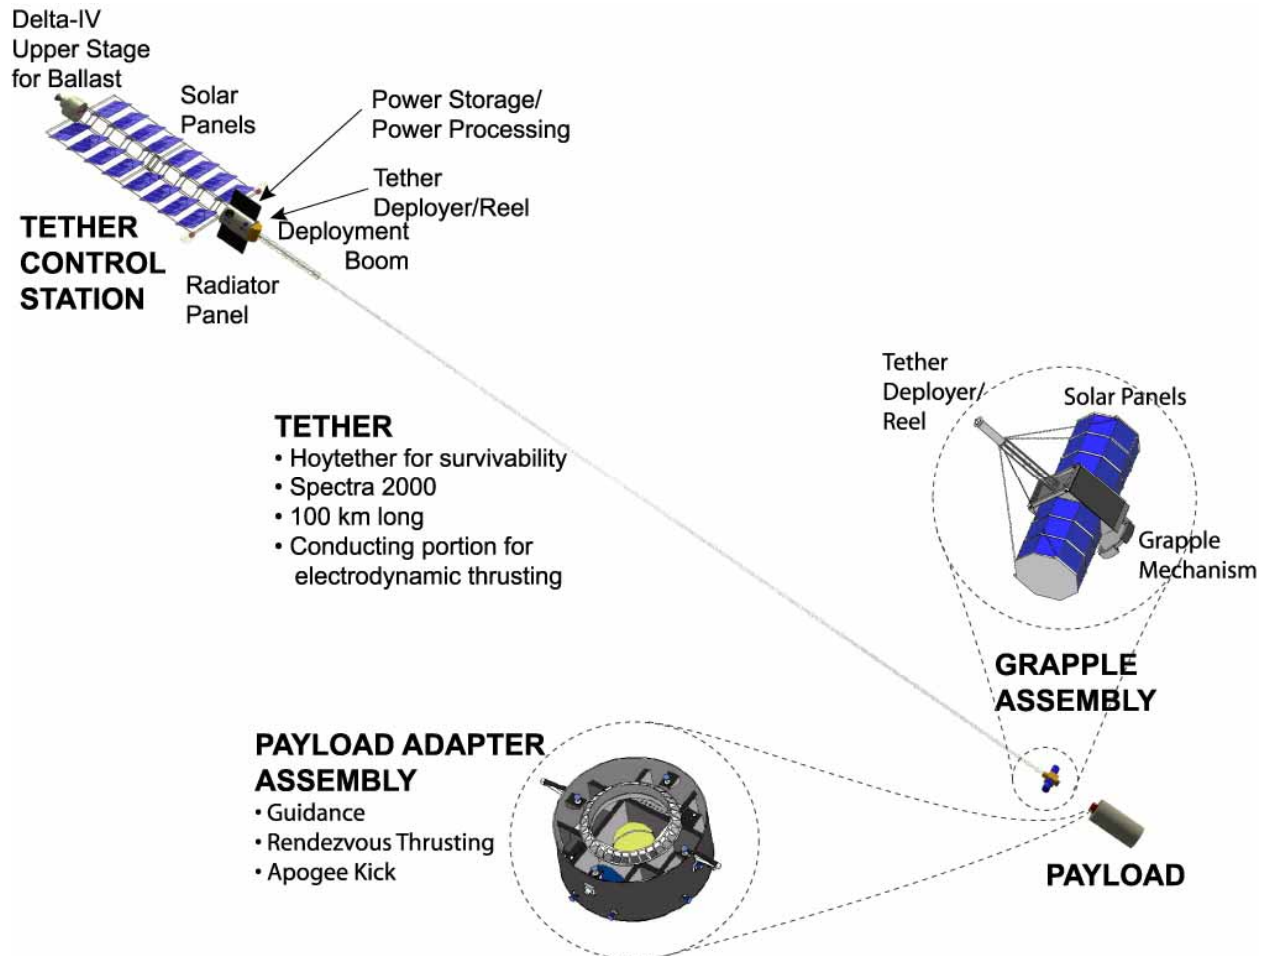 Delta-IV
Upper Stage
for Ballast
Solar
Panels
Power Storage/
Power Processing
Tether
Deployer/Reel
Deployment
Boom
TETHER
CONTROL
STATION
Radiator
Panel
TETHER
• Hoytether for survivability
• Spectra 2000
• 100 km long
• Conducting portion for
electrodynamic thrusting
Tether
Deployer/
Reel
Solar Panels
Grapple
Mechanism
GRAPPLE
ASSEMBLY
PAYLOAD ADAPTER
ASSEMBLY
• Guidance
• Rendezvous Thrusting
• Apogee Kick
PAYLOAD